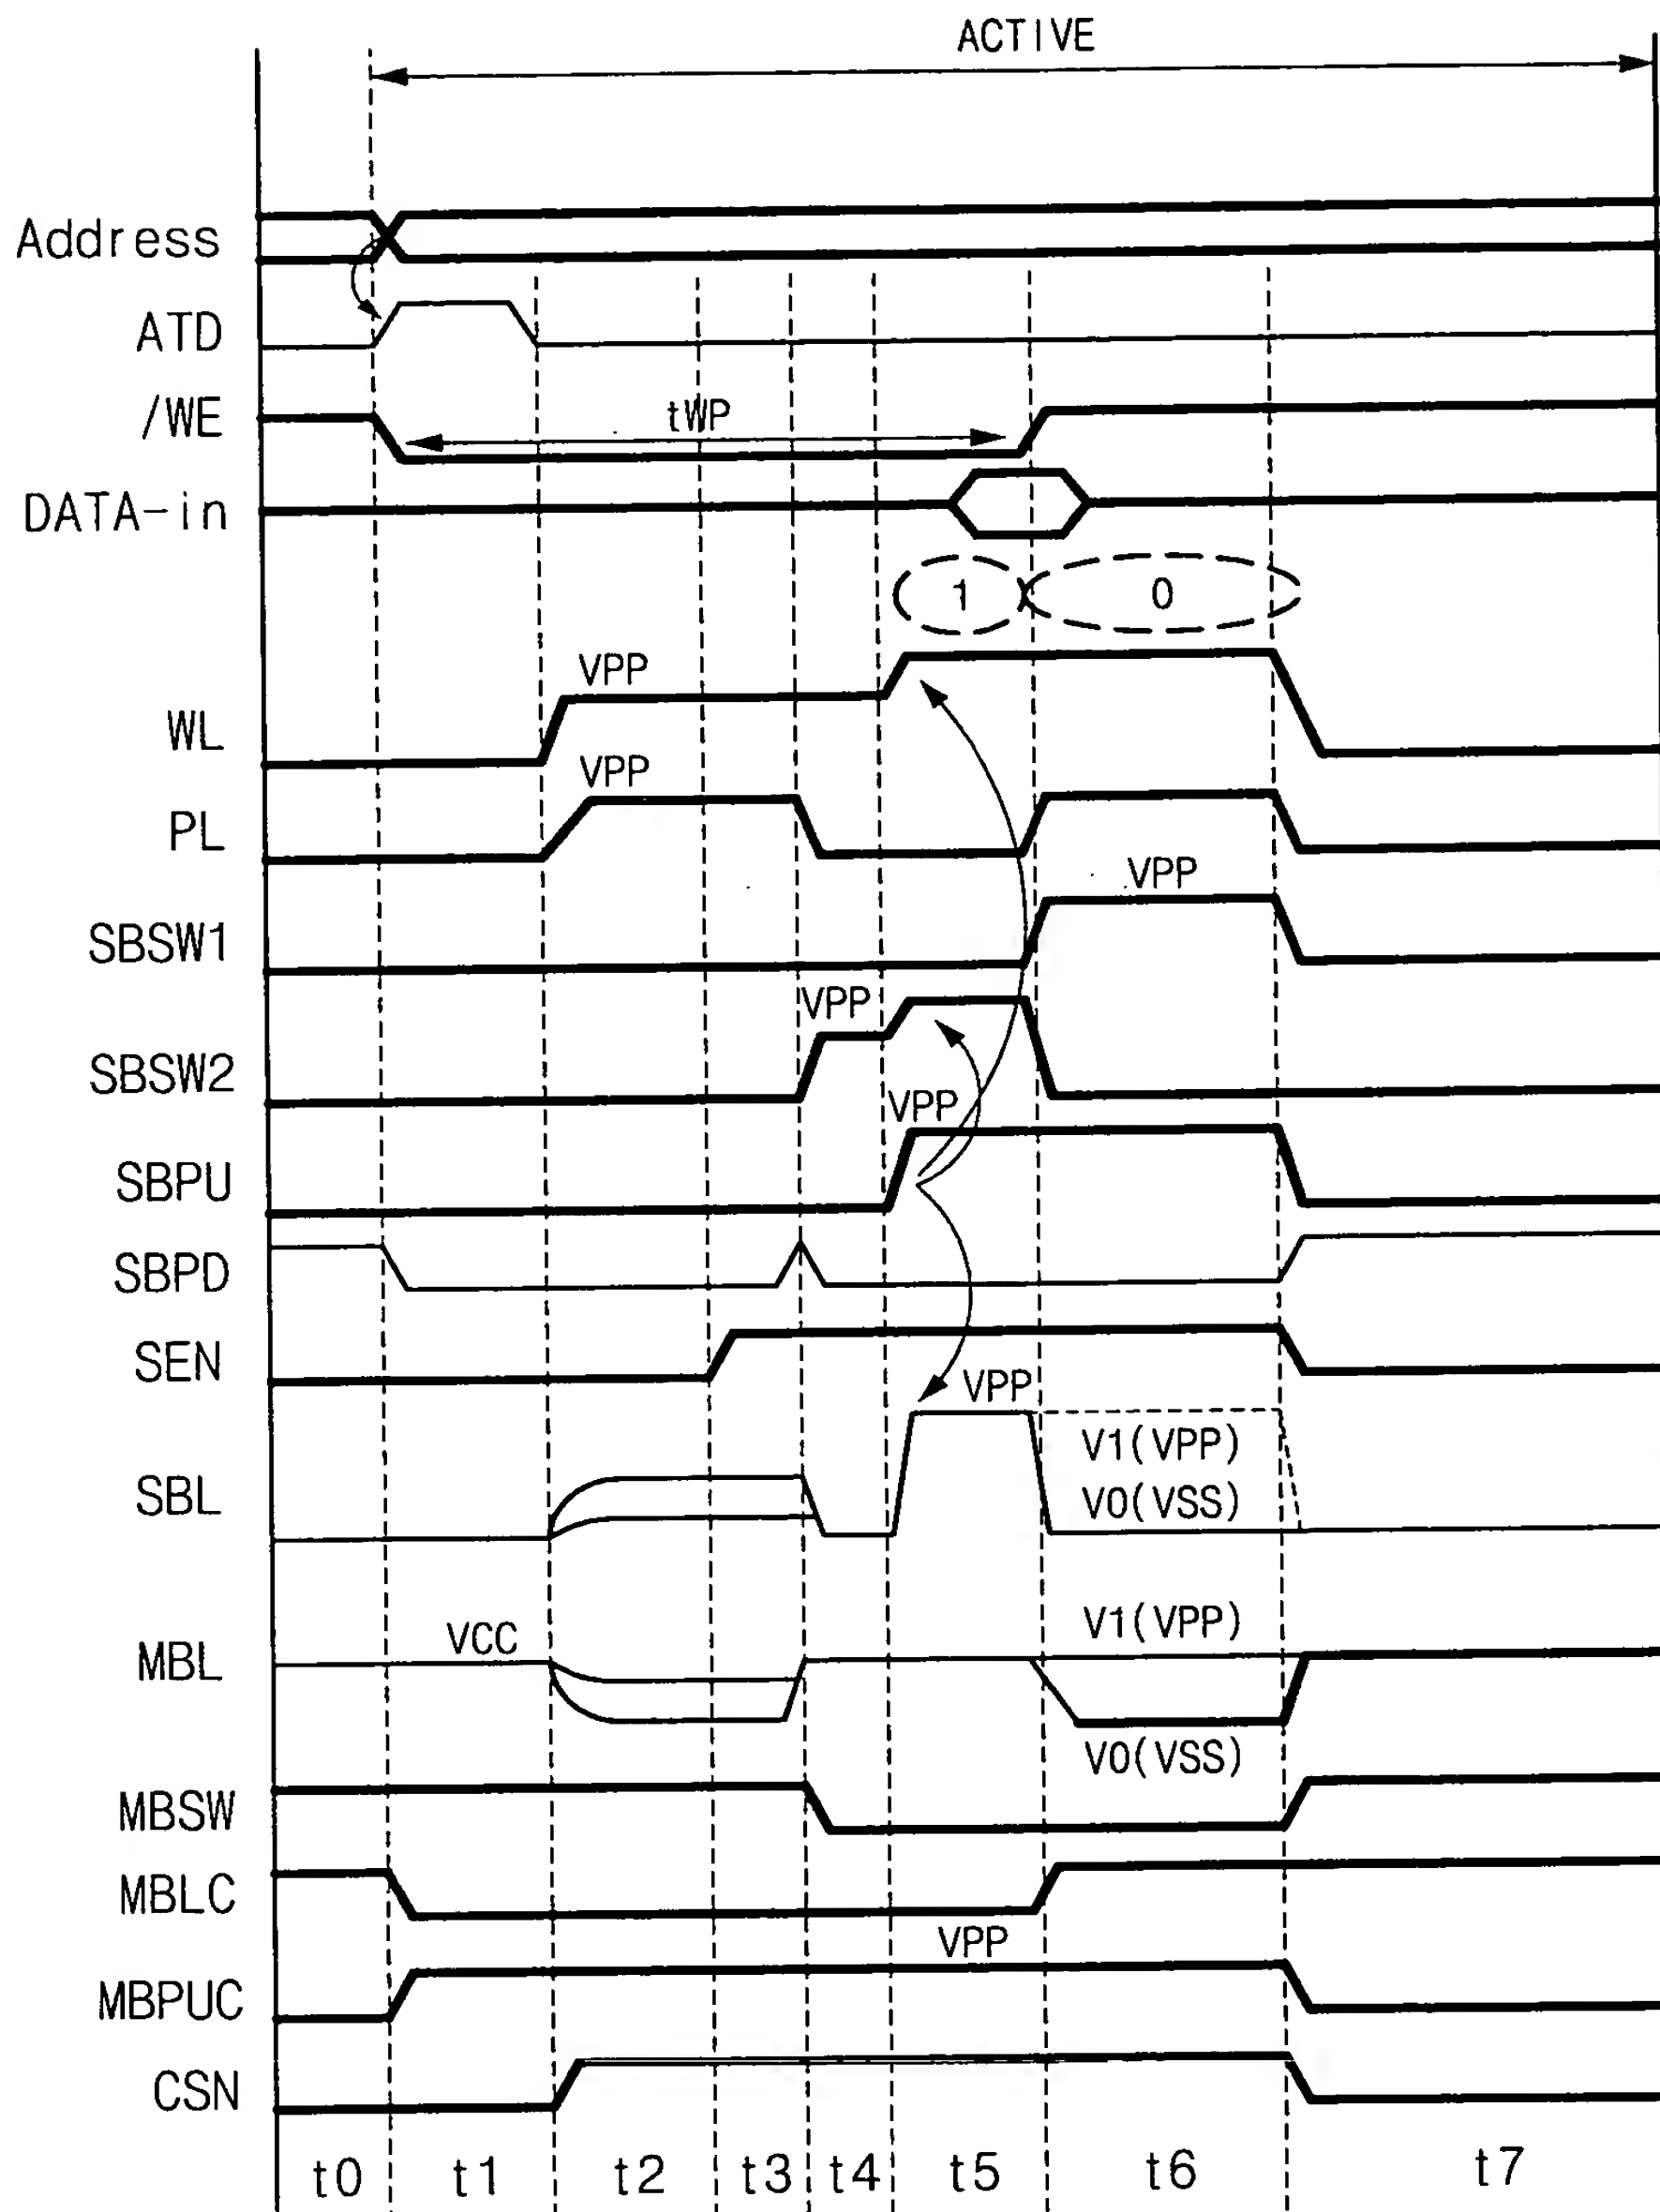 ACTIVE
Address
ATD
/WE
tWP
DATA-in
1
0
VPP
WL
VPP
PL
VPP
SBSW1
VPP
SBSW2
VPP
SBPU
SBPD
SEN
VPP
V1(VPP)
SBL
V0(VSS)
V1(VPP)
VCC
MBL
V0(VSS)
MBSW
MBLC
VPP
MBPUC
CSN
t0 t1 t2 t3 t4 t5 t6 t7